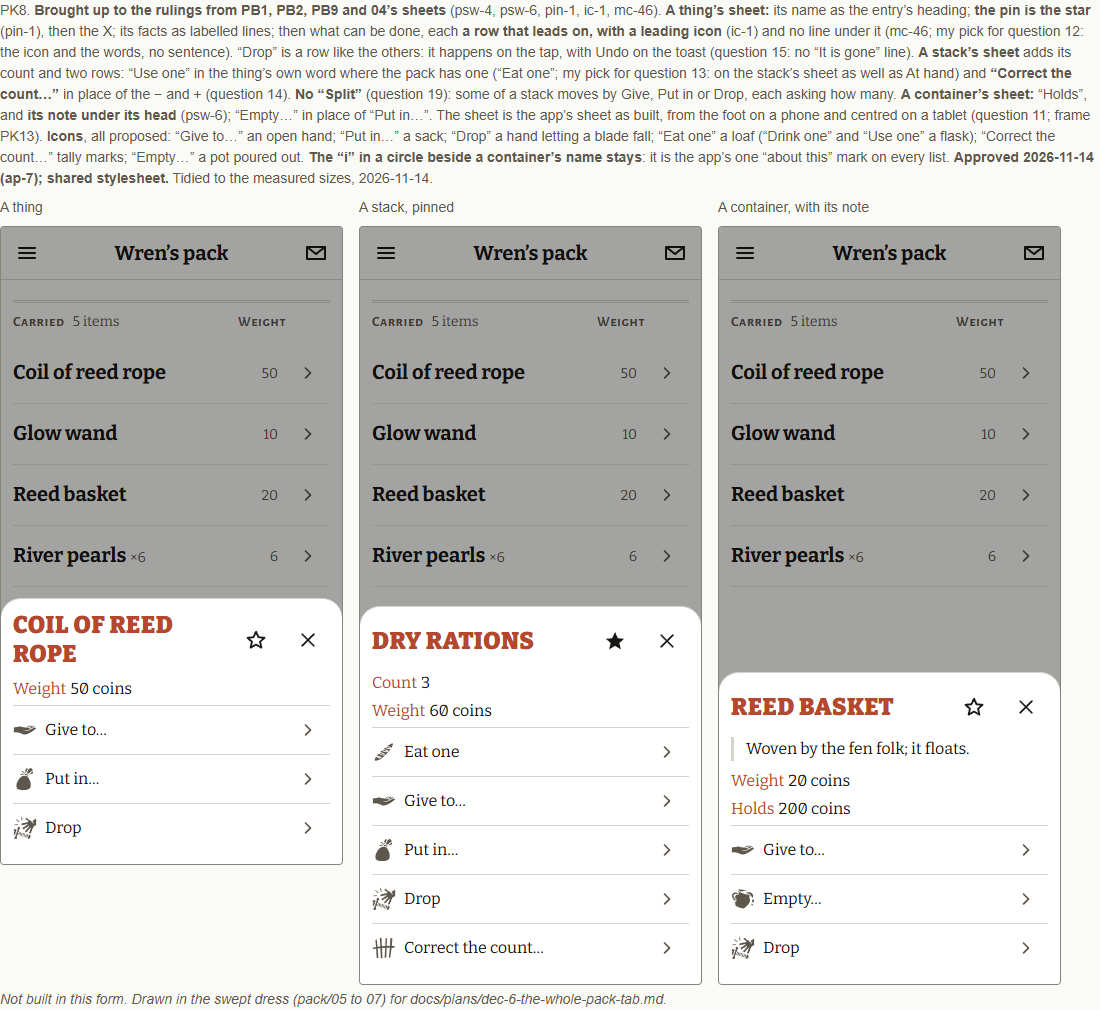 PK8. Brought up to the rulings from PB1, PB2, PB9 and 04’s sheets (psw-4, psw-6, pin-1, ic-1, mc-46). A thing’s sheet: its name as the entry’s heading; the pin is the star
(pin-1), then the X; its facts as labelled lines; then what can be done, each a row that leads on, with a leading icon (ic-1) and no line under it (mc-46; my pick for question 12:
the icon and the words, no sentence). “Drop” is a row like the others: it happens on the tap, with Undo on the toast (question 15: no “It is gone” line). A stack’s sheet adds its
count and two rows: “Use one” in the thing’s own word where the pack has one (“Eat one”; my pick for question 13: on the stack’s sheet as well as At hand) and “Correct the
count…” in place of the − and + (question 14). No “Split” (question 19): some of a stack moves by Give, Put in or Drop, each asking how many. A container’s sheet: “Holds”,
and its note under its head (psw-6); “Empty…” in place of “Put in…”. The sheet is the app’s sheet as built, from the foot on a phone and centred on a tablet (question 11; frame
PK13). Icons, all proposed: “Give to…” an open hand; “Put in…” a sack; “Drop” a hand letting a blade fall; “Eat one” a loaf (“Drink one” and “Use one” a flask); “Correct the
count…” tally marks; “Empty…” a pot poured out. The “i” in a circle beside a container’s name stays: it is the app’s one “about this” mark on every list. Approved 2026-11-14
(ap-7); shared stylesheet. Tidied to the measured sizes, 2026-11-14.
A thing
Wren’s pack
Carried 5 items Weight
Coil of reed rope 50
Glow wand 10
Reed basket 20
River pearls ×6 6
COIL OF REED
ROPE
Weight 50 coins
Give to…
Put in…
Drop
A stack, pinned
Wren’s pack
Carried 5 items Weight
Coil of reed rope 50
Glow wand 10
Reed basket 20
River pearls ×6 6
DRY RATIONS
Count 3
Weight 60 coins
Eat one
Give to…
Put in…
Drop
Correct the count…
A container, with its note
Wren’s pack
Carried 5 items Weight
Coil of reed rope 50
Glow wand 10
Reed basket 20
River pearls ×6 6
REED BASKET
Woven by the fen folk; it floats.
Weight 20 coins
Holds 200 coins
Give to…
Empty…
Drop
Not built in this form. Drawn in the swept dress (pack/05 to 07) for docs/plans/dec-6-the-whole-pack-tab.md.